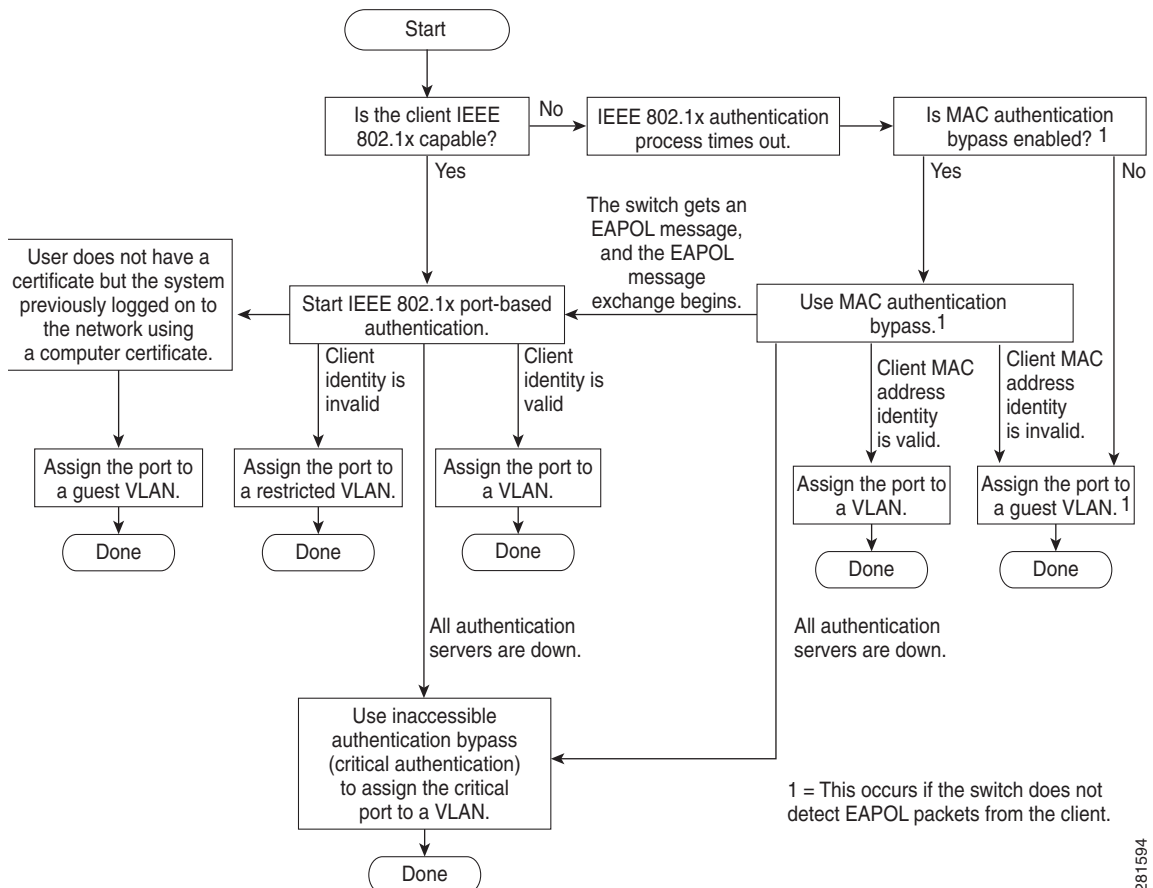 Start
Is the client IEEE
802.1x capable?
No
IEEE 802.1x authentication
process times out.
Is MAC authentication
bypass enabled? 1
Yes
Yes
No
The switch gets an
EAPOL message,
and the EAPOL
message
exchange begins.
User does not have a
certificate but the system
previously logged on to
the network using
a computer certificate.
Start IEEE 802.1x port-based
authentication.
Use MAC authentication
bypass.1
Client
identity is
invalid
Client
identity is
valid
Client MAC
address
identity
is valid.
Client MAC
address
identity
is invalid.
Assign the port to
a guest VLAN.
Assign the port to
a restricted VLAN.
Assign the port to
a VLAN.
Assign the port to
a VLAN.
Assign the port to
a guest VLAN.1
Done
Done
Done
Done
Done
All authentication
servers are down.
All authentication
servers are down.
Use inaccessible
authentication bypass
(critical authentication)
to assign the critical
port to a VLAN.
Done
1 = This occurs if the switch does not
detect EAPOL packets from the client.
281594